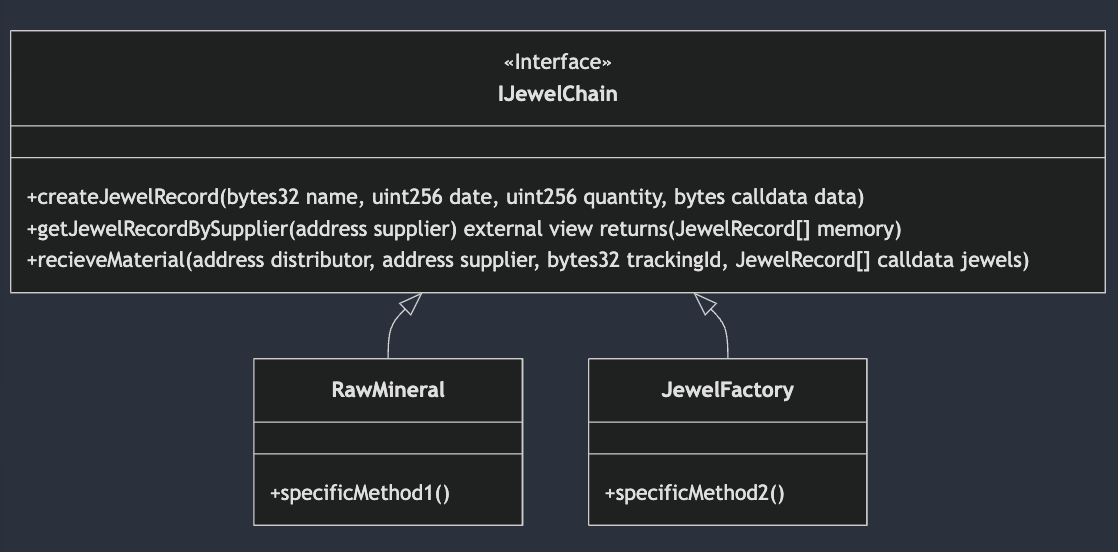 «Interface»
IJewelChain
+createJewelRecord(bytes32 name, uint256 date, uint256 quantity, bytes calldata data)
+getJewelRecordBySupplier(address supplier) external view returns(JewelRecord[] memory)
+recieveMaterial(address distributor, address supplier, bytes32 trackingId, JewelRecord[] calldata jewels)
RawMineral
+specificMethod1()
JewelFactory
+specificMethod2()